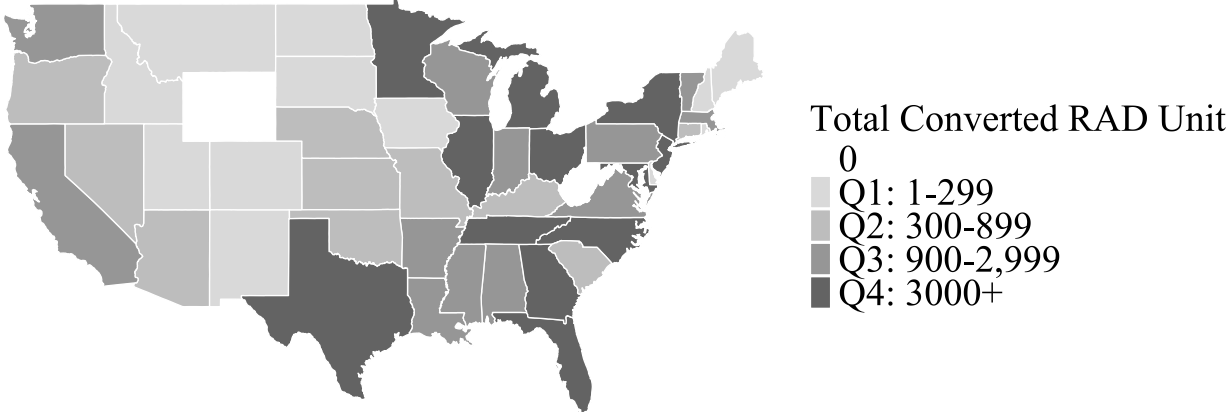 Total Converted RAD Unit
0
Q1: 1-299
Q2: 300-899
Q3: 900-2,999
Q4: 3000+